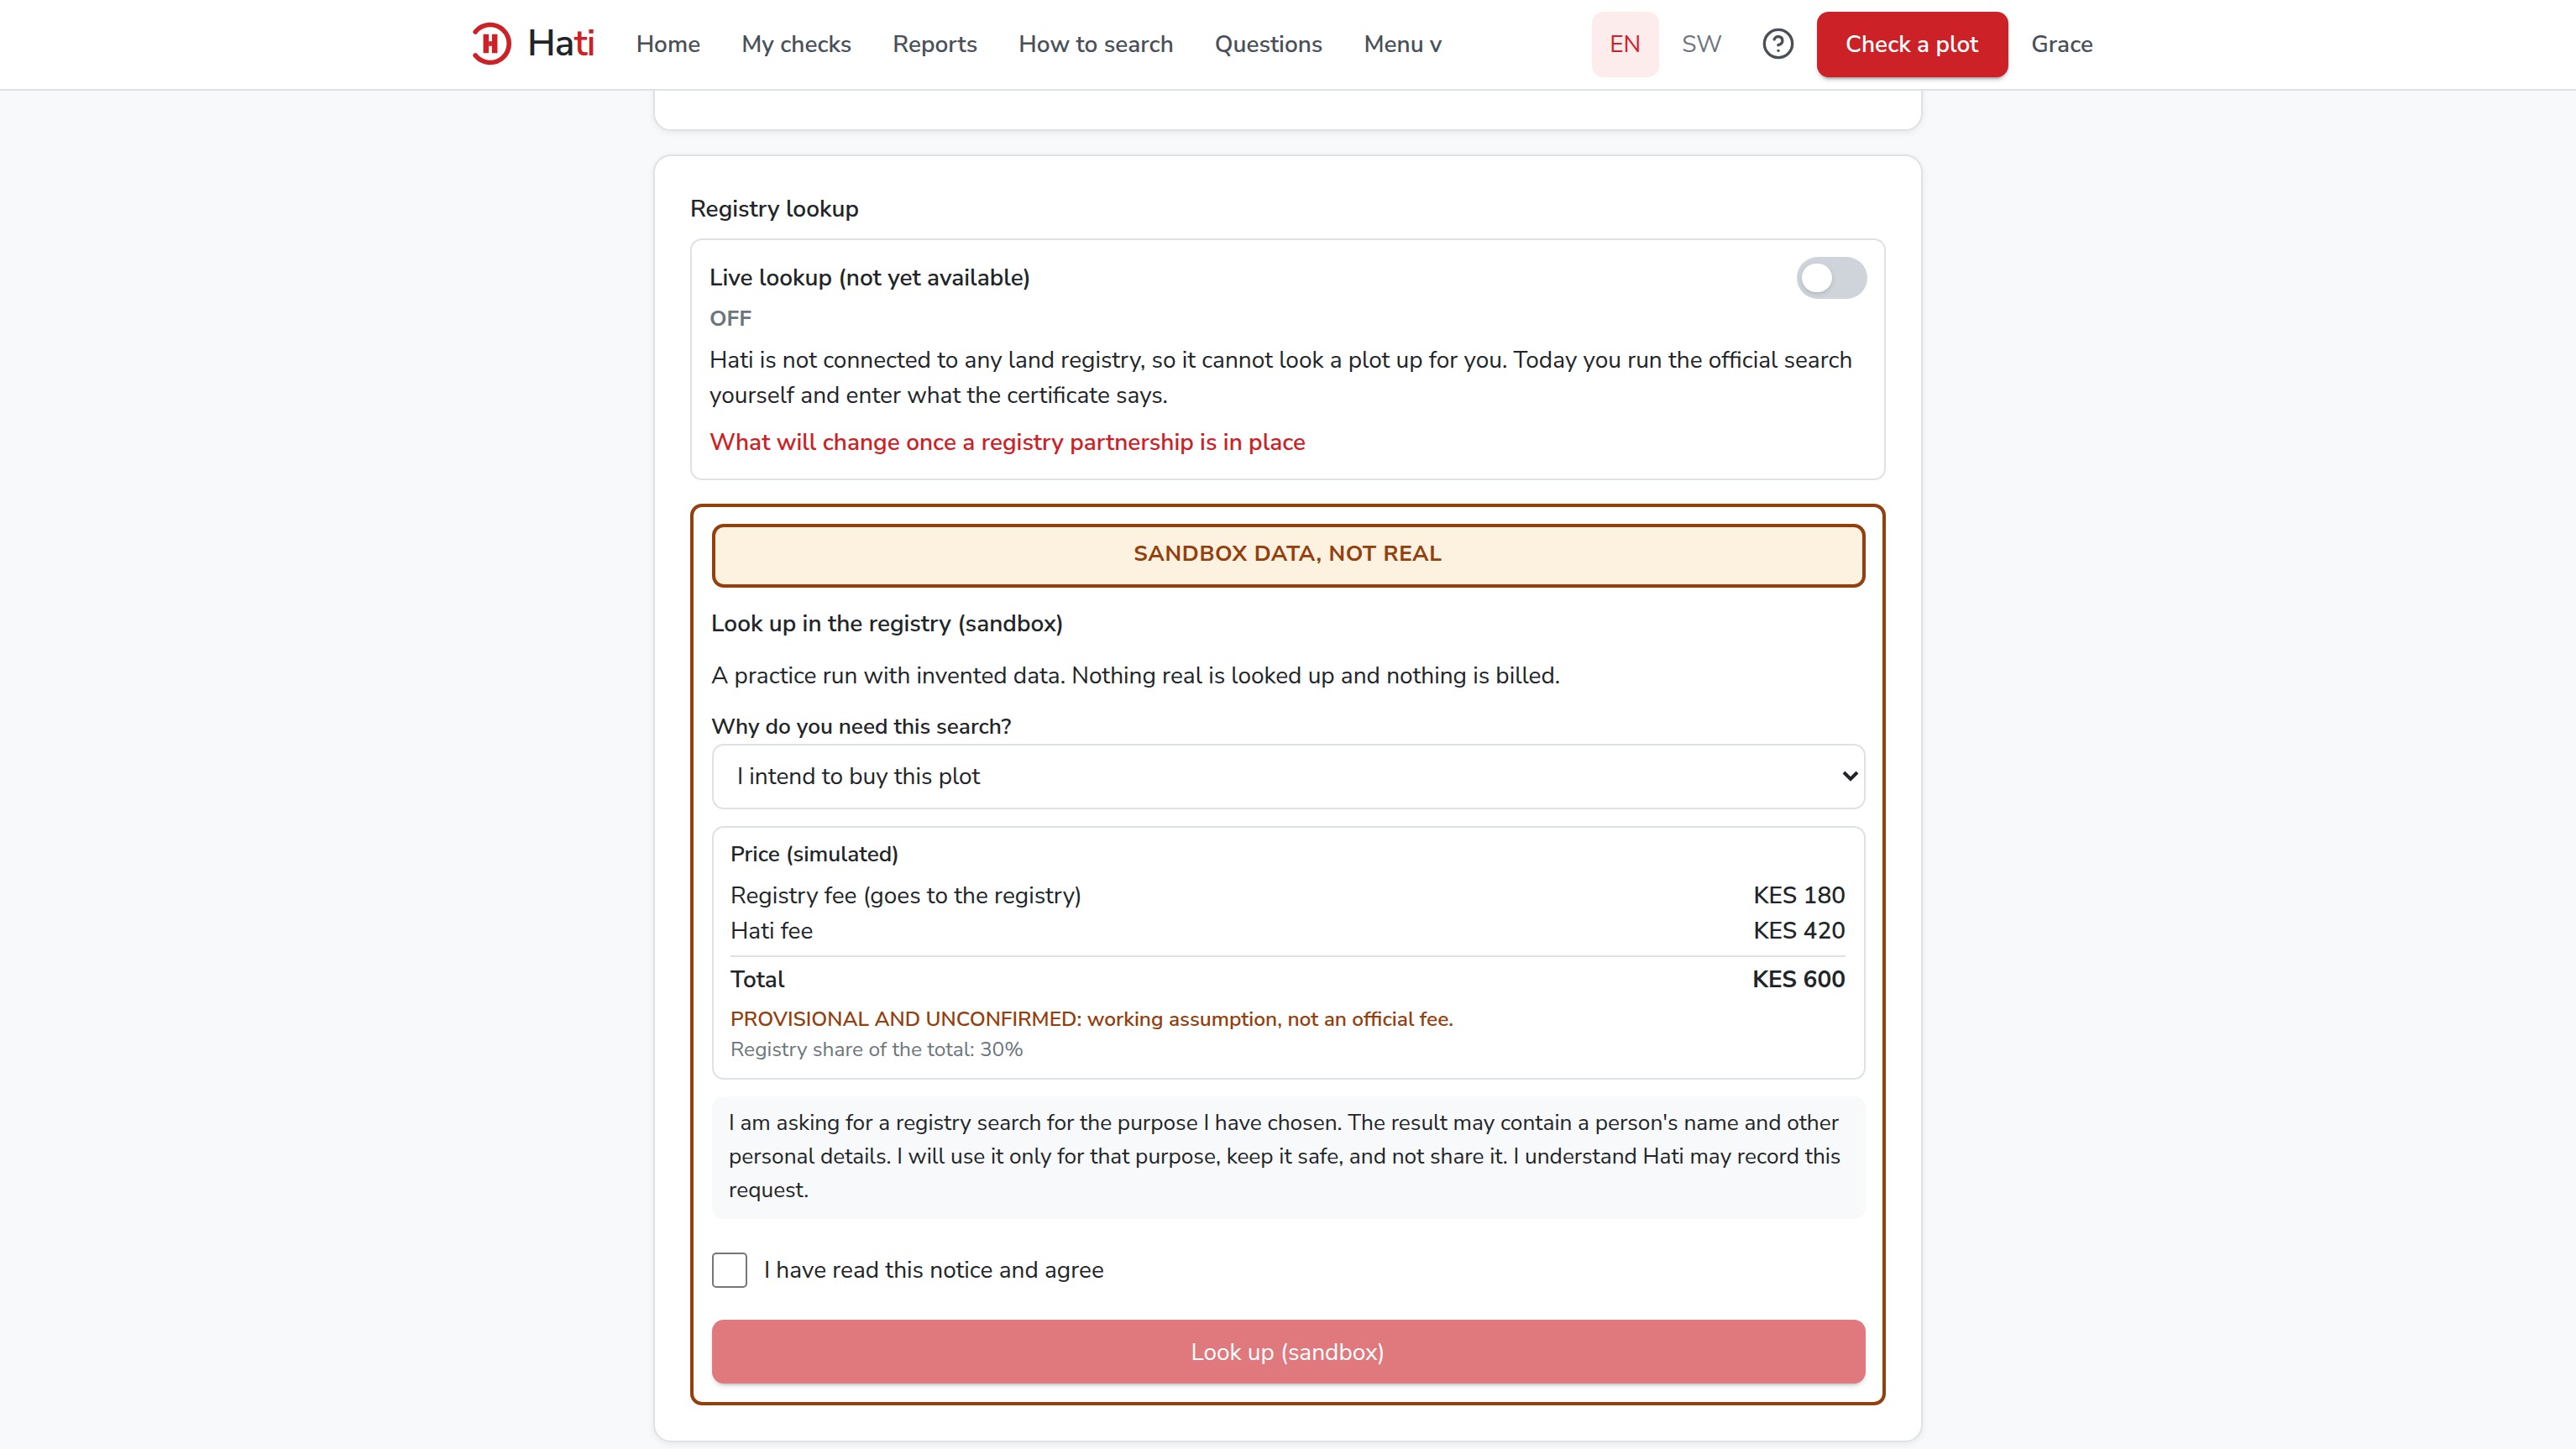 Hati
Home
My checks
Reports
How to search
Questions
Menu v
EN
SW
?
Check a plot
Grace
Registry lookup
Live lookup (not yet available)
OFF
Hati is not connected to any land registry, so it cannot look a plot up for you. Today you run the official search
yourself and enter what the certificate says.
What will change once a registry partnership is in place
SANDBOX DATA, NOT REAL
Look up in the registry (sandbox)
A practice run with invented data. Nothing real is looked up and nothing is billed.
Why do you need this search?
I intend to buy this plot
Price (simulated)
Registry fee (goes to the registry) KES 180
Hati fee KES 420
Total KES 600
PROVISIONAL AND UNCONFIRMED: working assumption, not an official fee.
Registry share of the total: 30%
I am asking for a registry search for the purpose I have chosen. The result may contain a person's name and other
personal details. I will use it only for that purpose, keep it safe, and not share it. I understand Hati may record this
request.
I have read this notice and agree
Look up (sandbox)